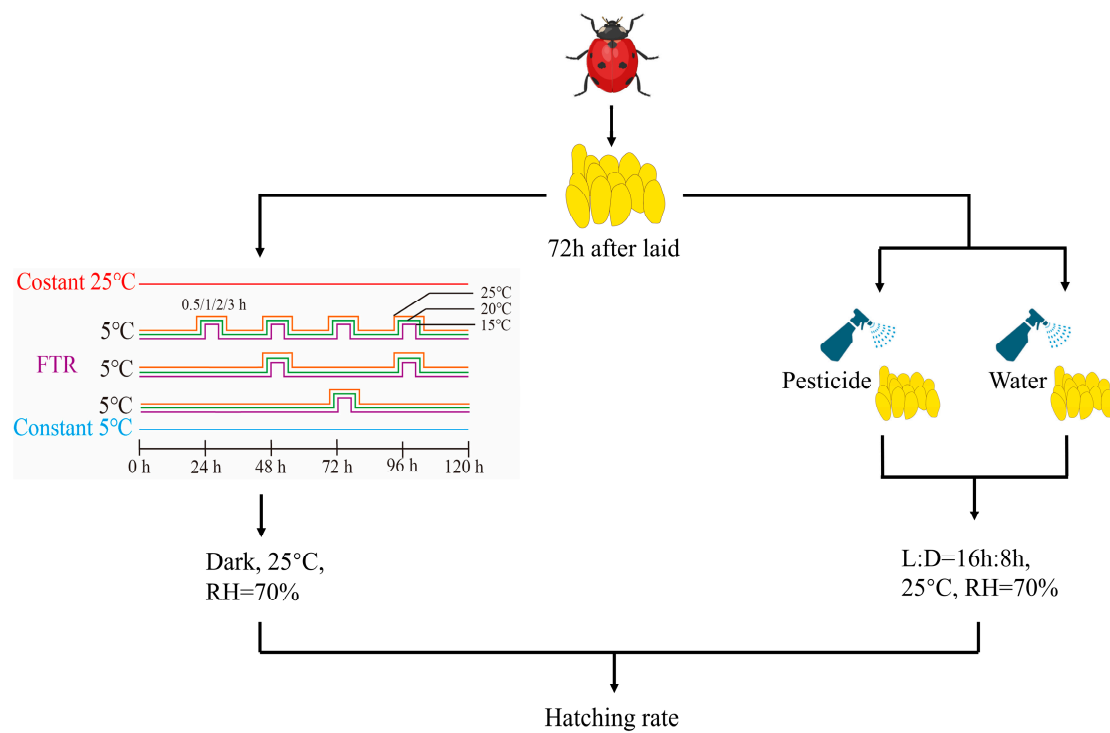 72h after laid
Costant 25℃
0.5/1/2/3 h
25℃
20℃
15℃
5℃
FTR
5℃
5℃
Constant 5℃
0 h 24 h 48 h 72 h 96 h 120 h
Pesticide
Water
Dark, 25°C,
RH=70%
L:D=16h:8h,
25°C, RH=70%
Hatching rate